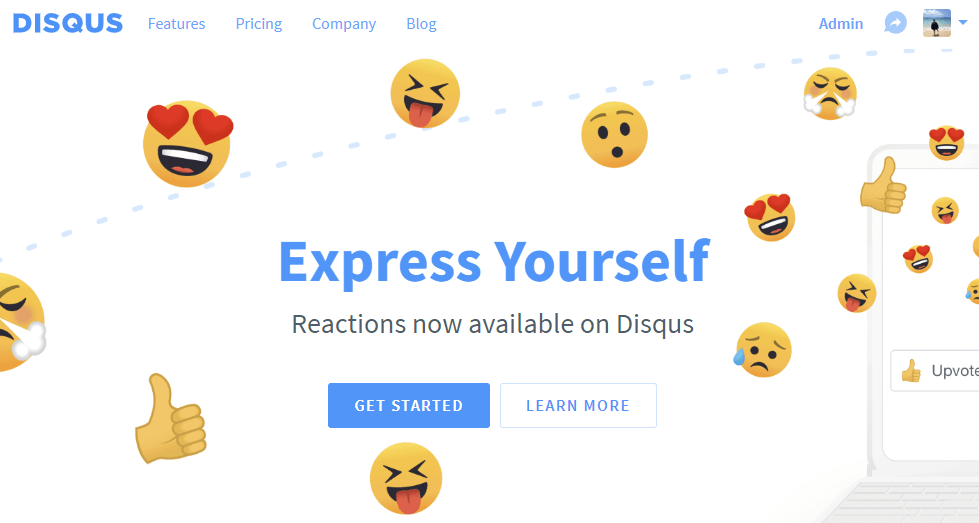 DISQUS Features Pricing Company Blog Admin
Express Yourself
Reactions now available on Disqus
Upvote
GET STARTED LEARN MORE